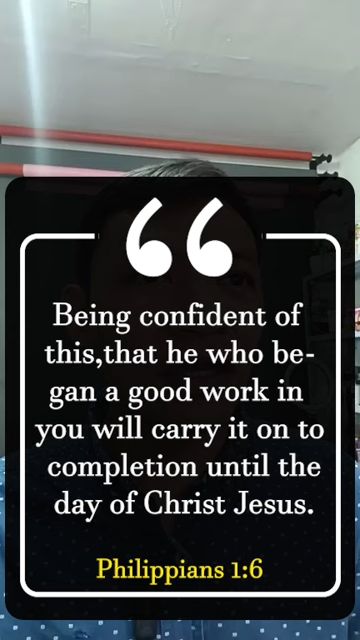 Being confident of
this,that he who be-
gan a good work in
you will carry it on to
completion until the
day of Christ Jesus.
Philippians 1:6